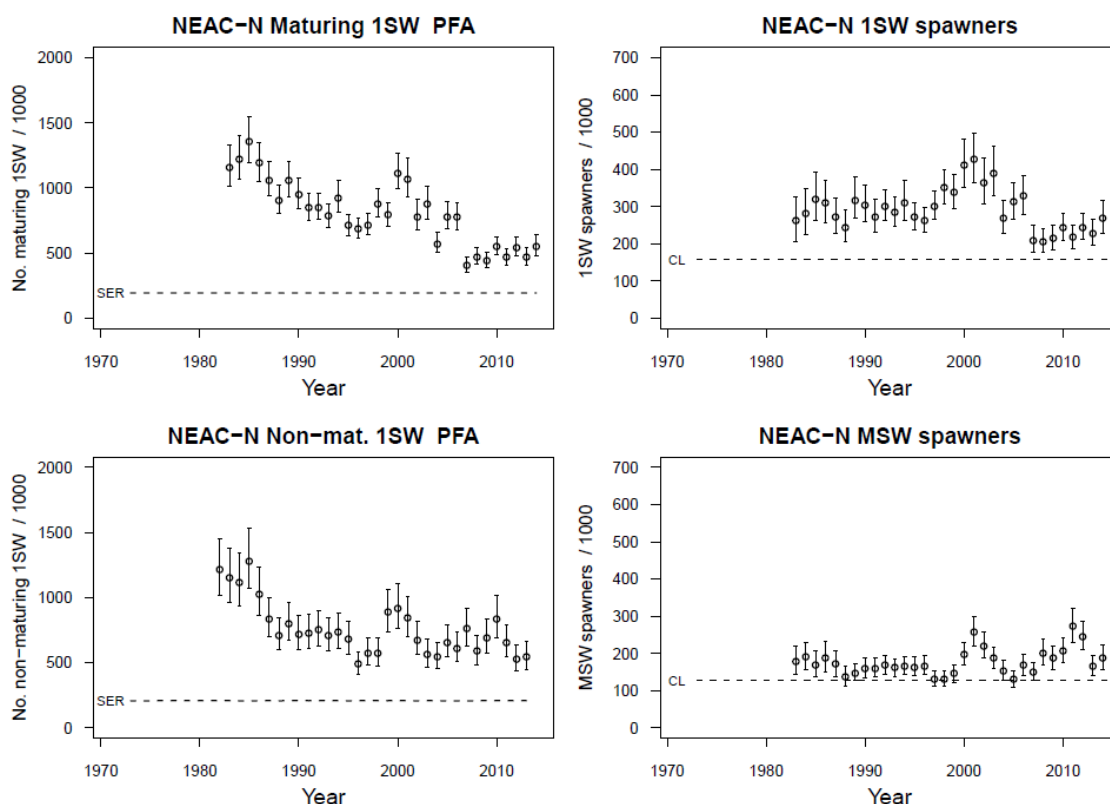 NEAC−N Maturing 1SW PFA
No. maturing 1SW / 1000
2000
1500
1000
500
0
SER
1970 1980 1990 2000 2010
Year
NEAC−N 1SW spawners
1SW spawners / 1000
700
600
500
400
300
200
100
0
CL
1970 1980 1990 2000 2010
Year
NEAC−N Non−mat. 1SW PFA
No. non−maturing 1SW / 1000
2000
1500
1000
500
0
SER
1970 1980 1990 2000 2010
Year
NEAC−N MSW spawners
MSW spawners / 1000
700
600
500
400
300
200
100
0
CL
1970 1980 1990 2000 2010
Year